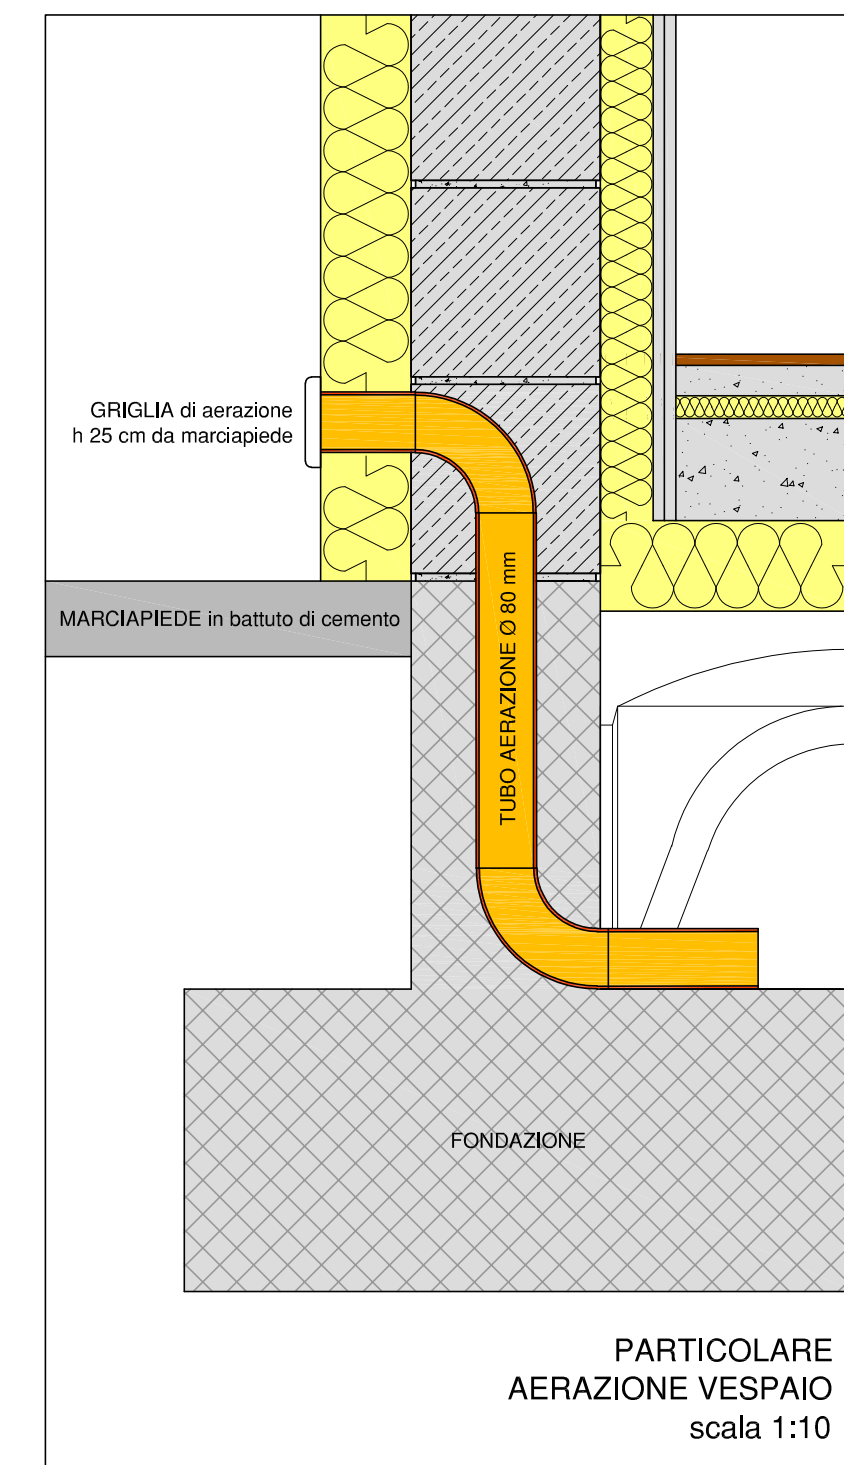 GRIGLIA di aerazione
h 25 cm da marciapiede
MARCIAPIEDE in battuto di cemento
TUBO AERAZIONE Ø 80 mm
FONDAZIONE
PARTICOLARE
AERAZIONE VESPAIO
scala 1:10